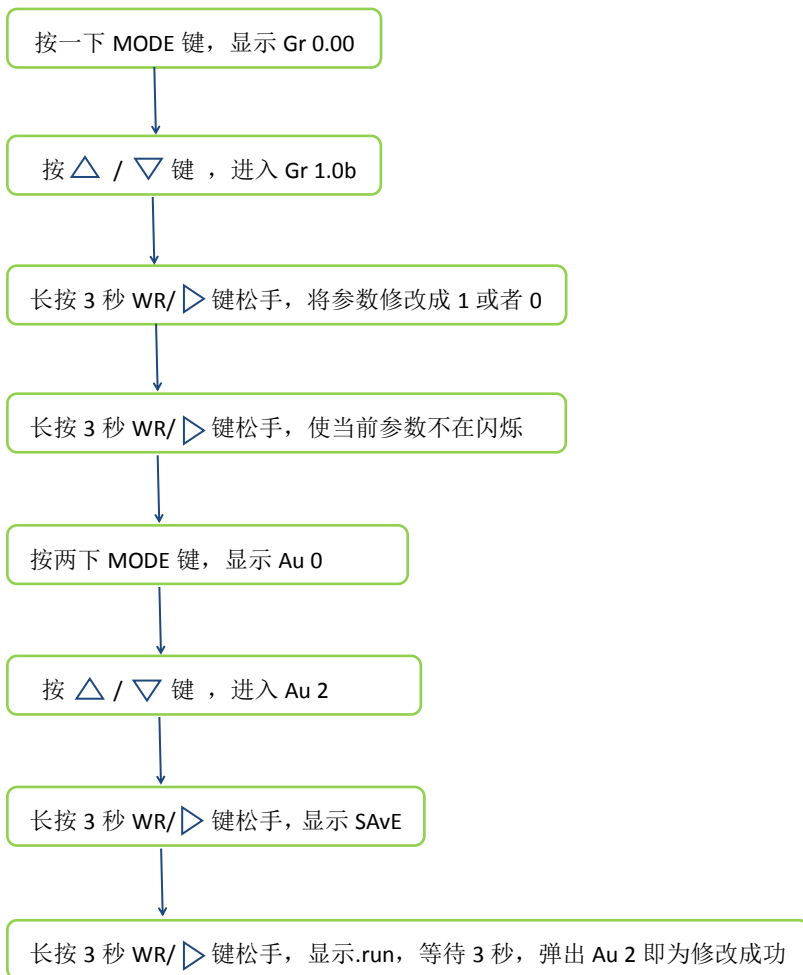 按一下 MODE 键，显示 Gr 0.00
按 △ / ▽ 键 ，进入 Gr 1.0b
长按 3 秒 WR/ ▷ 键松手，将参数修改成 1 或者 0
长按 3 秒 WR/ ▷ 键松手，使当前参数不在闪烁
按两下 MODE 键，显示 Au 0
按 △ / ▽ 键 ，进入 Au 2
长按 3 秒 WR/ ▷ 键松手，显示 SAvE
长按 3 秒 WR/ ▷ 键松手，显示.run，等待 3 秒，弹出 Au 2 即为修改成功